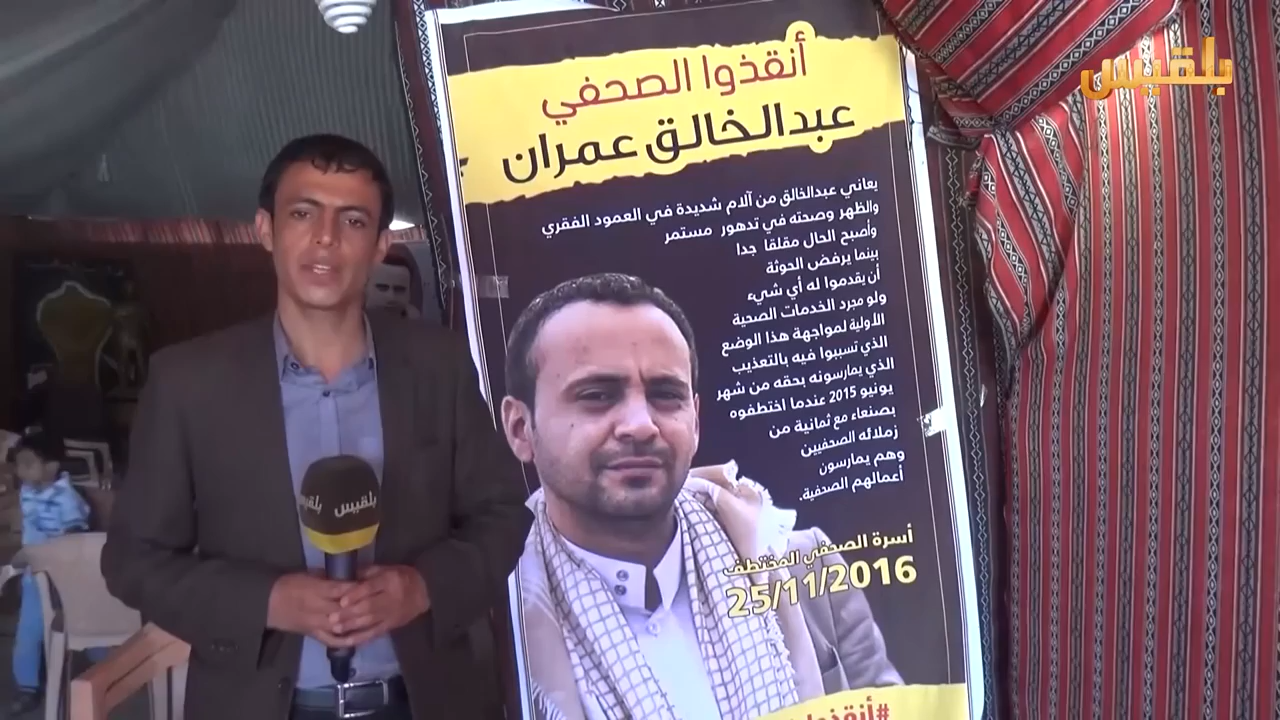 بلقيس
أنقذوا الصحفي
عبدالخالق عمران
يعاني عبدالخالق من آلام شديدة في العمود الفقري
والظهر وصحته في تدهور مستمر
وأصبح الحال مقلقا جدا
بينما يرفض الحوثة
أن يقدموا له أي شيء
ولو مجرد الخدمات الصحية
الأولية لمواجهة هذا الوضع
الذي تسببوا فيه بالتعذيب
الذي يمارسونه بحقه من شهر
يونيو 2015 عندما اختطفوه
بصنعاء مع ثمانية من
زملائه الصحفيين
وهم يمارسون
أعمالهم الصحفية.
أسرة الصحفي المختطف
25/11/2016
#أنقذوا
بلقيس
بلقيس